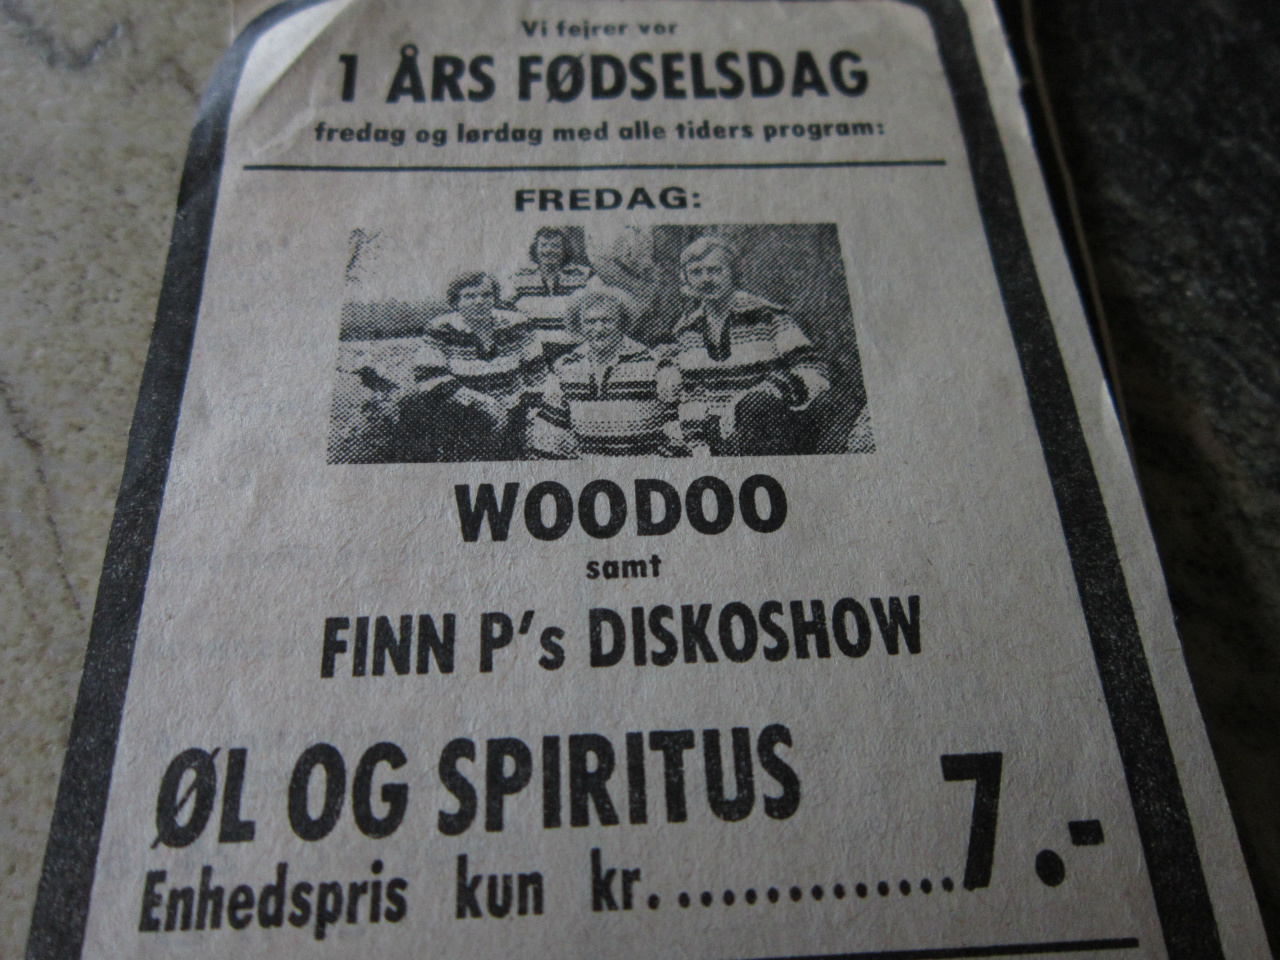 Vi fejrer vor
1 ÅRS FØDSELSDAG
fredag og lørdag med alle tiders program:
FREDAG:
WOODOO
samt
FINN P's DISKOSHOW
ØL OG SPIRITUS
Enhedspris kun kr. .............. 7.-